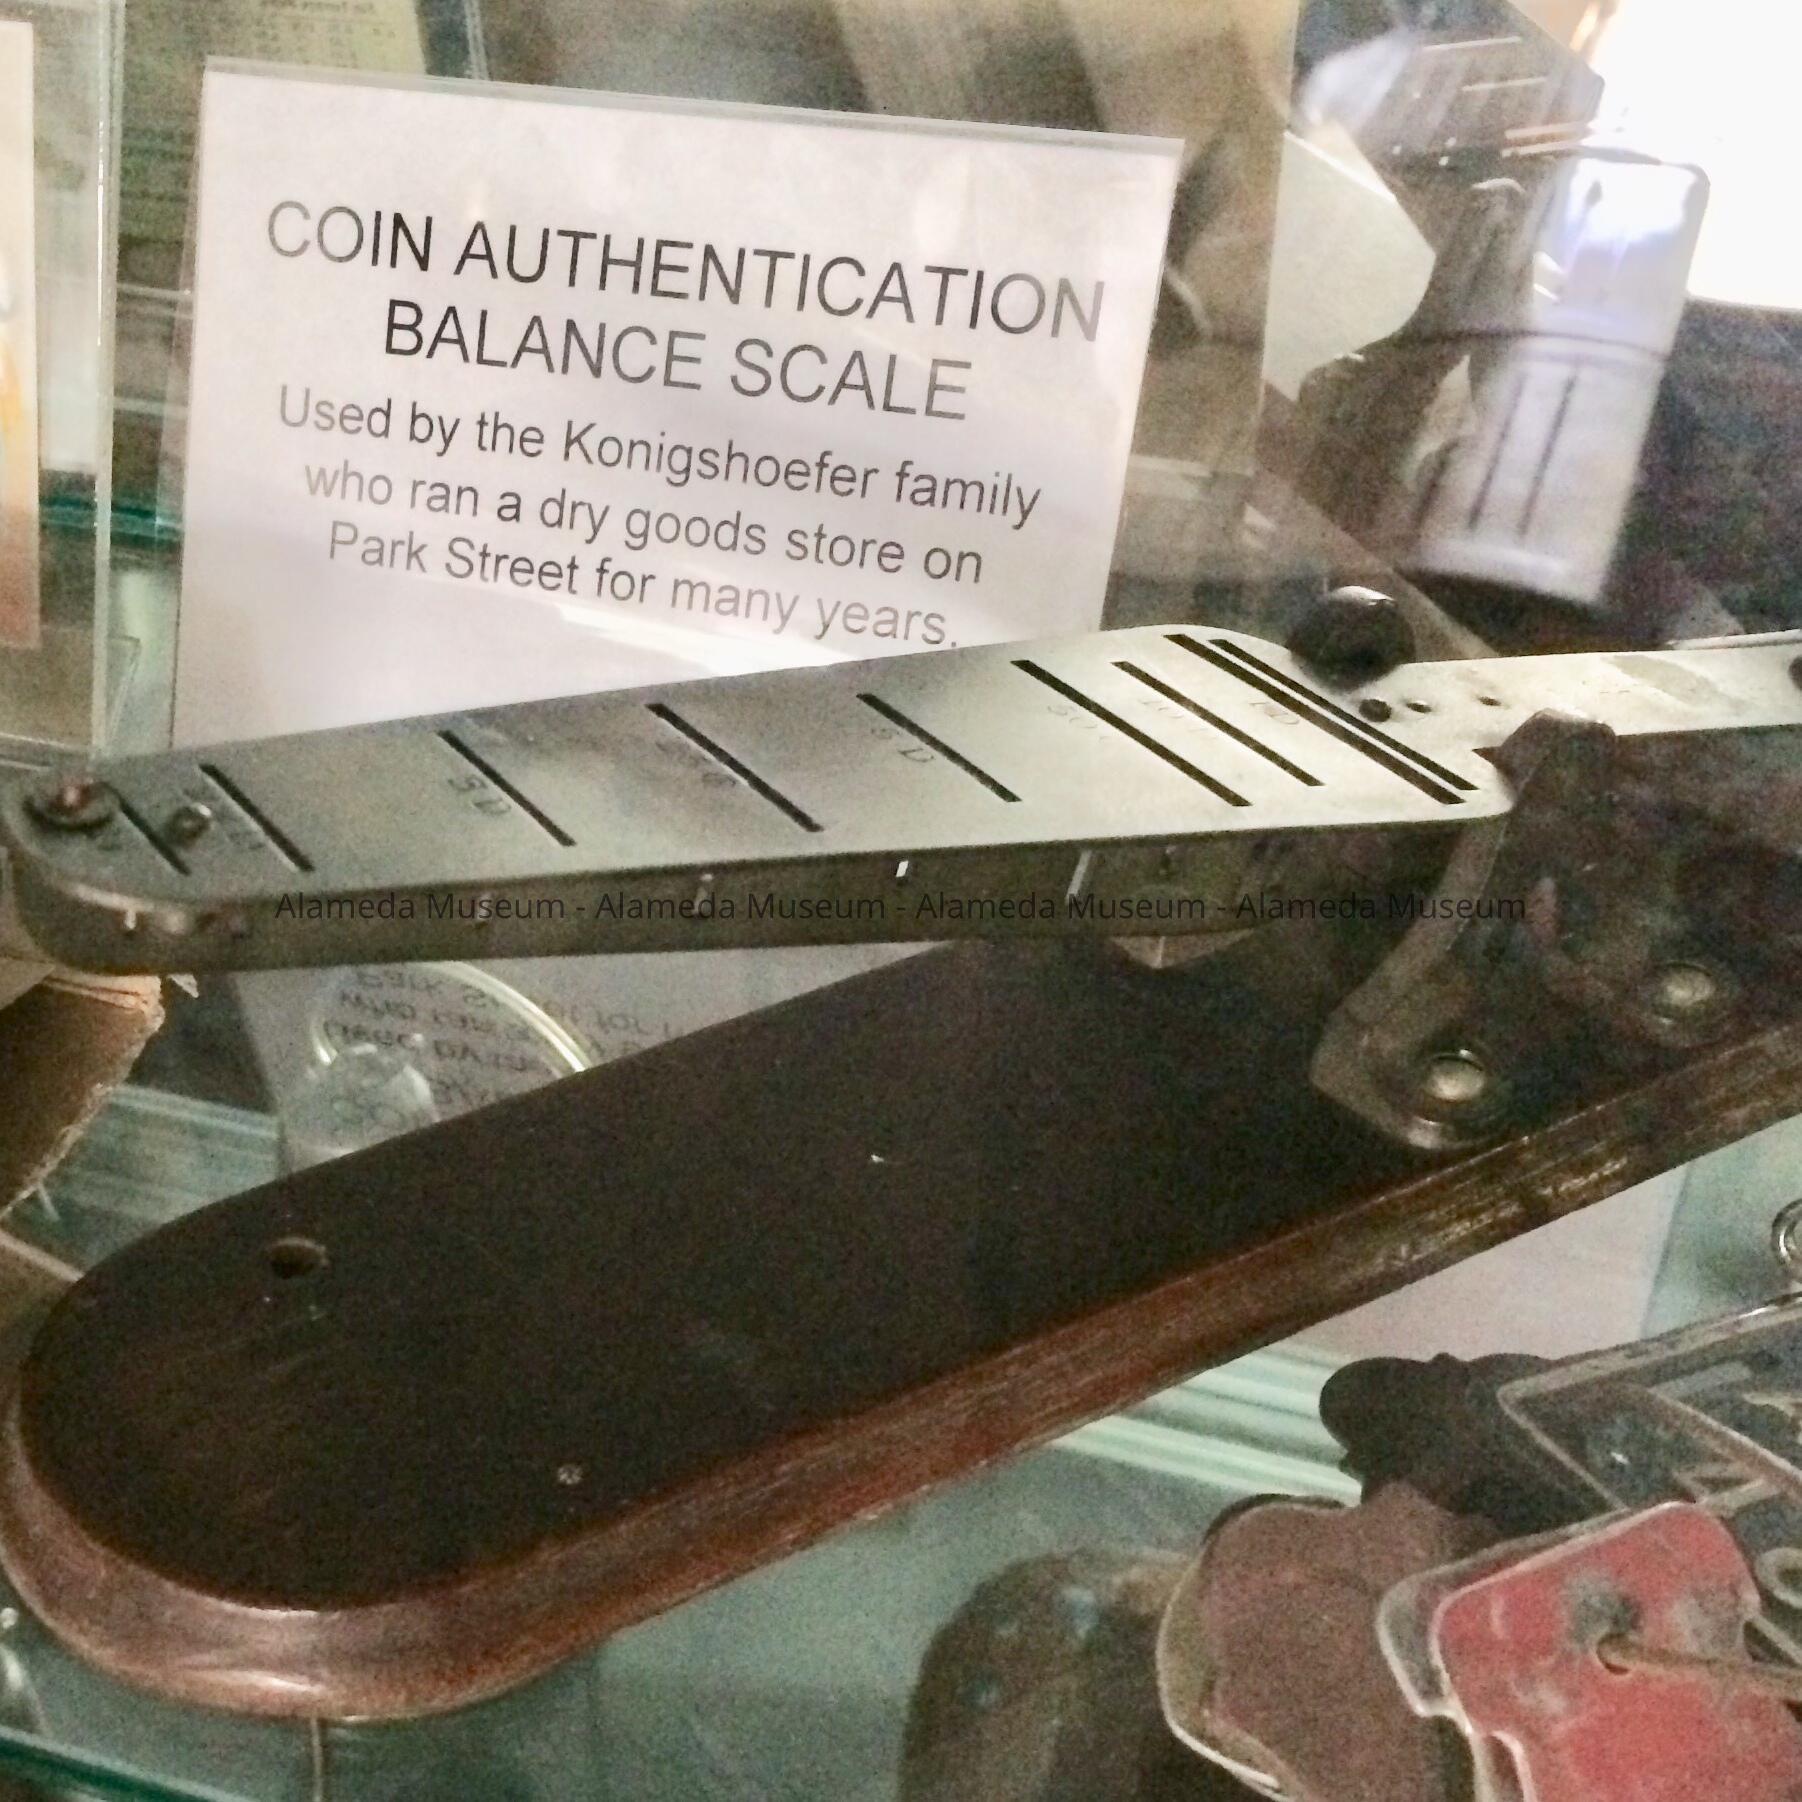 COIN AUTHENTICATION
BALANCE SCALE
Used by the Konigshoefer family
who ran a dry goods store on
Park Street for many years.
5 D
Alameda Museum - Alameda Museum - Alameda Museum - Alameda Museum